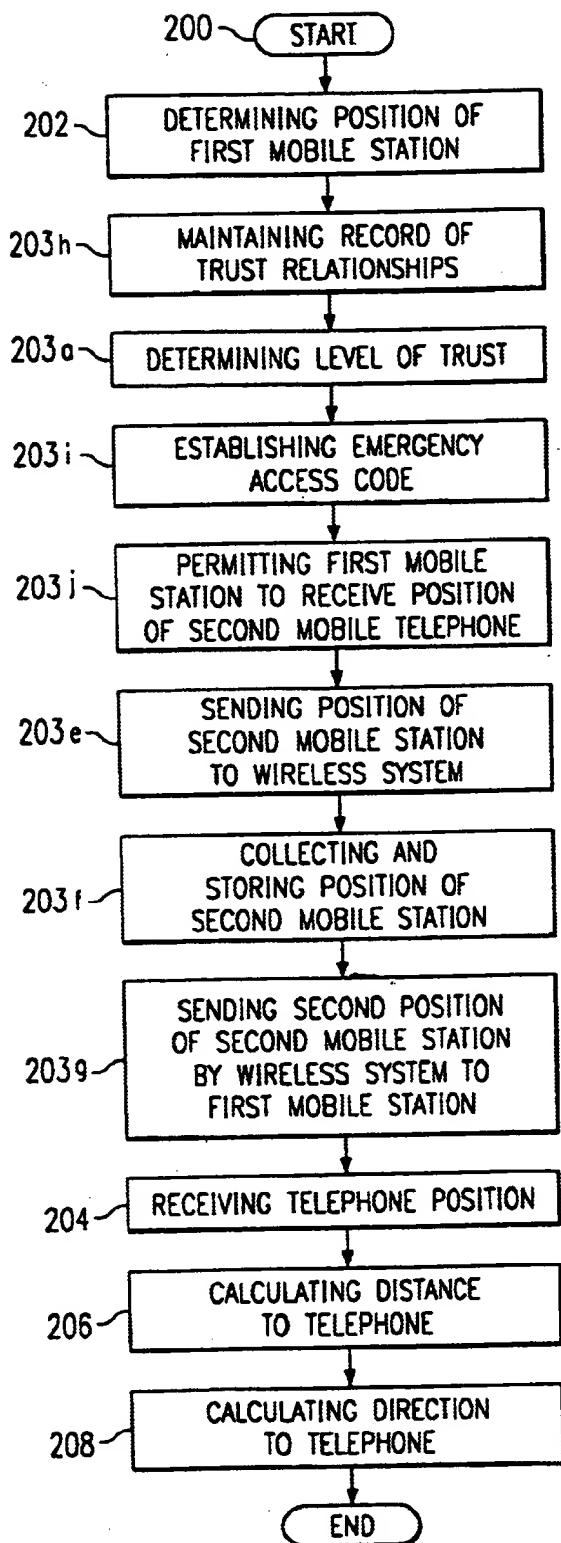 200
START
202
DETERMINING POSITION OF
FIRST MOBILE STATION
203h
MAINTAINING RECORD OF
TRUST RELATIONSHIPS
203a
DETERMINING LEVEL OF TRUST
203i
ESTABLISHING EMERGENCY
ACCESS CODE
203j
PERMITTING FIRST MOBILE
STATION TO RECEIVE POSITION
OF SECOND MOBILE TELEPHONE
203e
SENDING POSITION OF
SECOND MOBILE STATION
TO WIRELESS SYSTEM
203f
COLLECTING AND
STORING POSITION OF
SECOND MOBILE STATION
203g
SENDING SECOND POSITION
OF SECOND MOBILE STATION
BY WIRELESS SYSTEM TO
FIRST MOBILE STATION
204
RECEIVING TELEPHONE POSITION
206
CALCULATING DISTANCE
TO TELEPHONE
208
CALCULATING DIRECTION
TO TELEPHONE
END